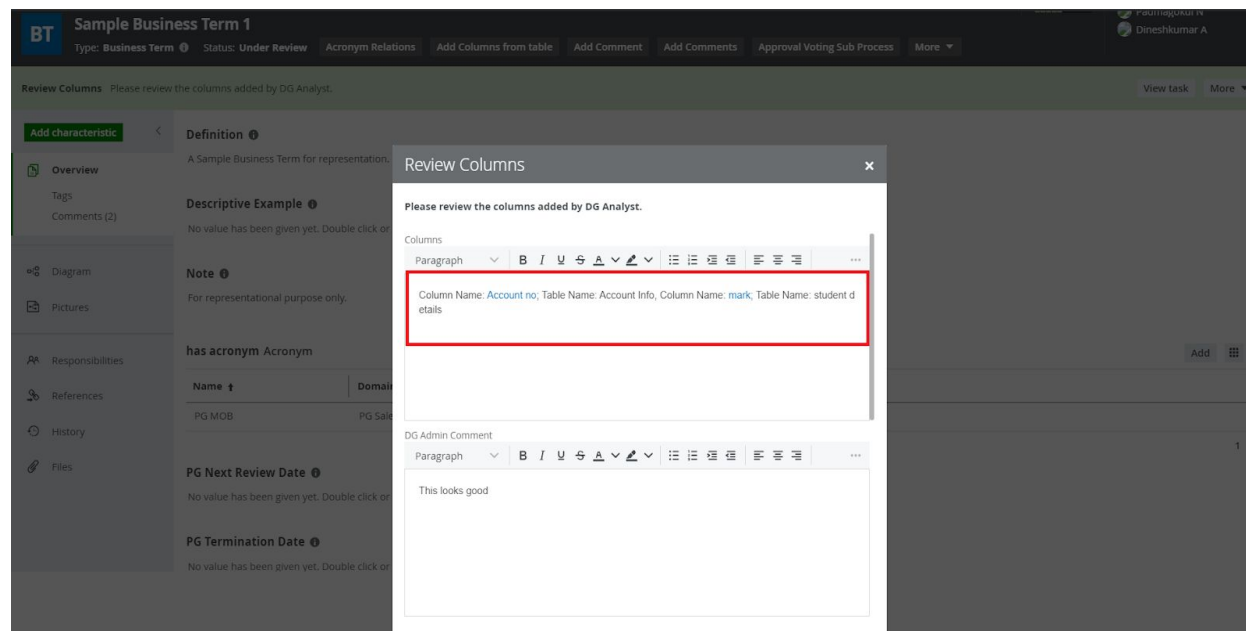 BT
Sample Business Term 1
Type: Business Term Status: Under Review Acronym Relations Add Columns from table Add Comment Add Comments Approval Voting Sub Process More
Dineshkumar A
Review Columns Please review the columns added by DG Analyst.
View task More
Add characteristic
Overview
Tags
Comments (2)
Diagram
Pictures
Responsibilities
References
History
Files
Definition
A Sample Business Term for representation.
Descriptive Example
No value has been given yet. Double click or
Note
For representational purpose only.
has acronym Acronym
Add
Name Domain
PG MOB PG Sale
1
PG Next Review Date
No value has been given yet. Double click or
PG Termination Date
No value has been given yet. Double click or
Review Columns
Please review the columns added by DG Analyst.
Columns
Paragraph B I U S A
Column Name: Account no; Table Name: Account Info, Column Name: mark; Table Name: student d
etails
DG Admin Comment
Paragraph B I U S A
This looks good